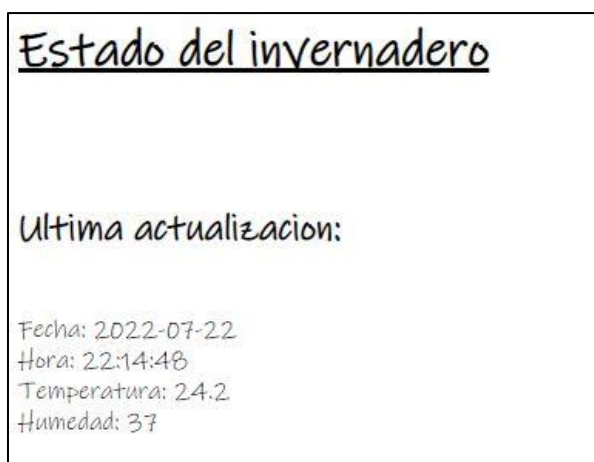 Estado del invernadero
Ultima actualizacion:
Fecha: 2022-07-22
Hora: 22:14:48
Temperatura: 24.2
Humedad: 37